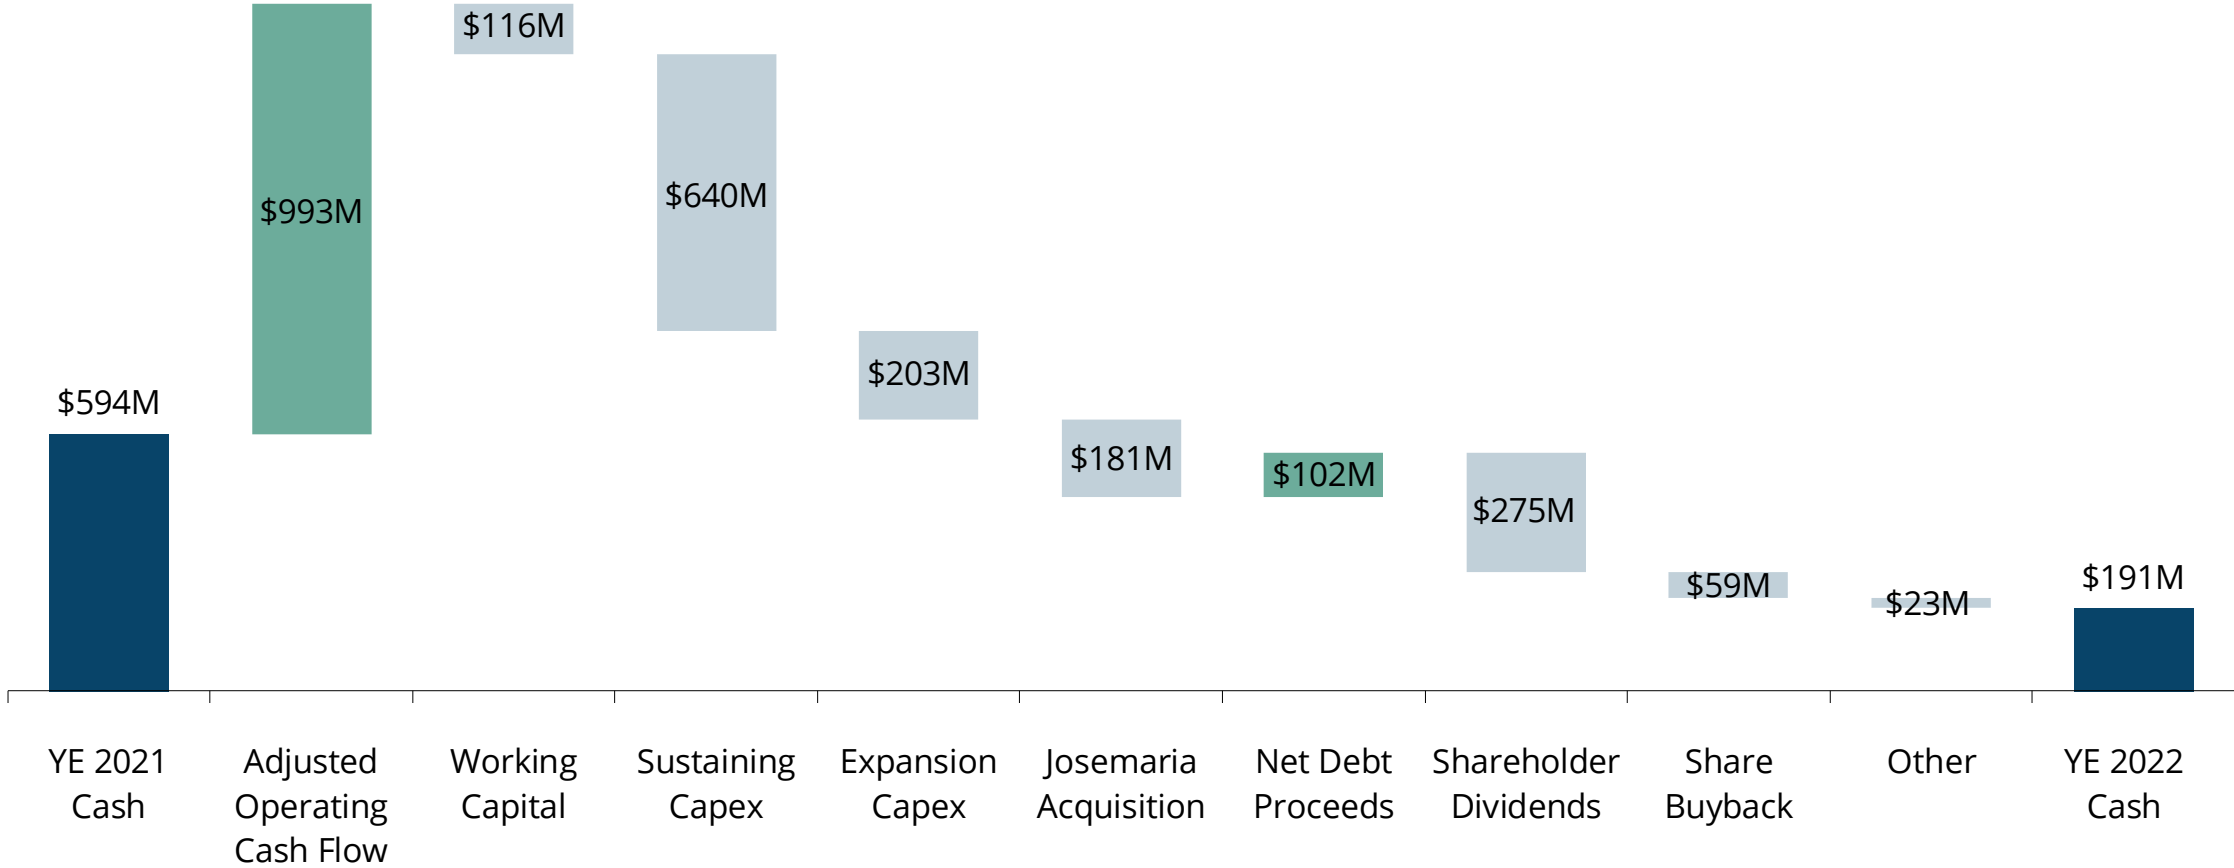 $116M
$993M
$640M
$203M
$594M
$181M
$102M
$275M
$59M
$23M
$191M
YE 2021
Cash
Adjusted
Operating
Cash Flow
Working
Capital
Sustaining
Capex
Expansion
Capex
Josemaria
Acquisition
Net Debt
Proceeds
Shareholder
Dividends
Share
Buyback
Other
YE 2022
Cash